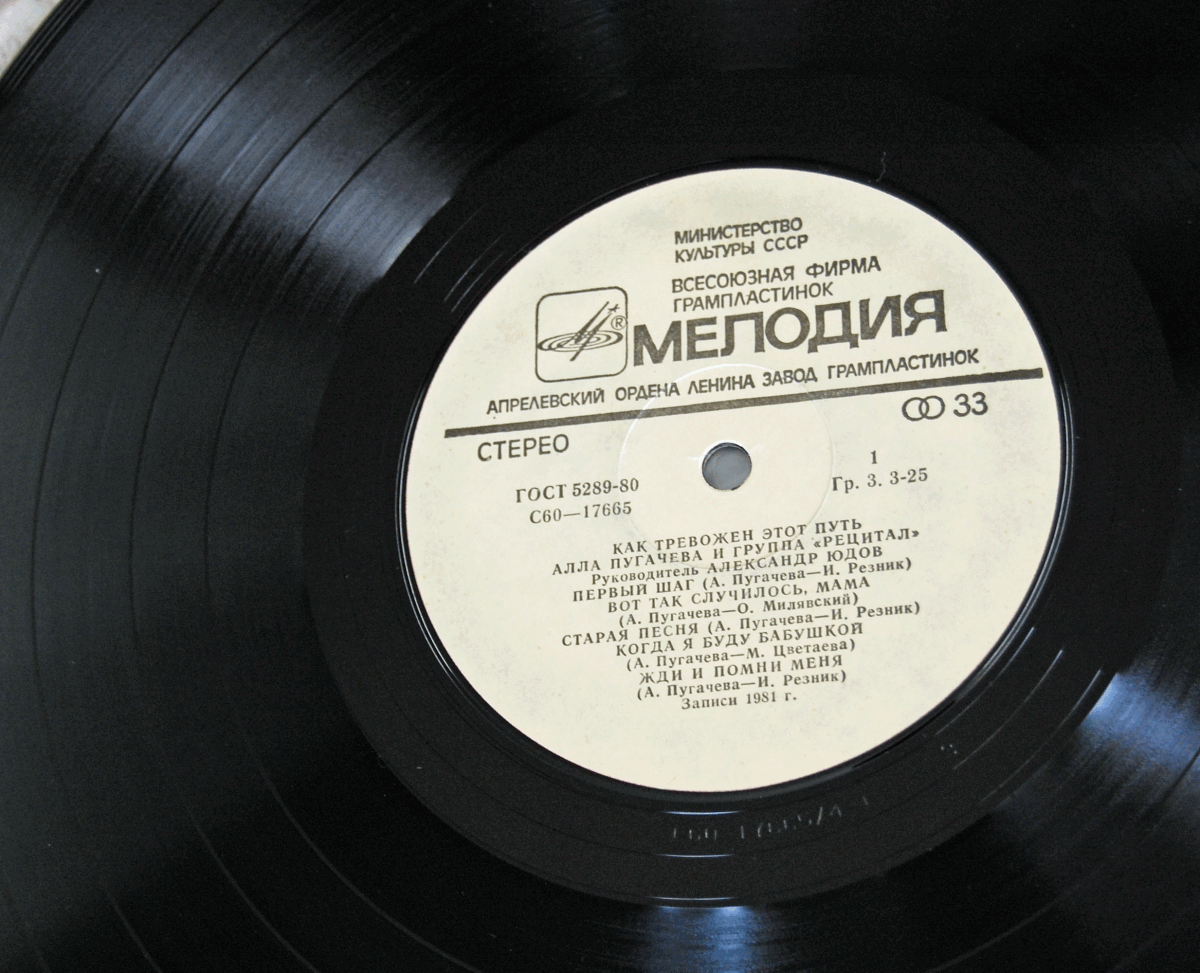 МИНИСТЕРСТВО
КУЛЬТУРЫ СССР
ВСЕСОЮЗНАЯ ФИРМА
ГРАМПЛАСТИНОК
® МЕЛОДИЯ
АПРЕЛЕВСКИЙ ОРДЕНА ЛЕНИНА ЗАВОД ГРАМПЛАСТИНОК
СТЕРЕО 33
ГОСТ 5289-80 1
С60—17665 Гр. 3. 3-25
КАК ТРЕВОЖЕН ЭТОТ ПУТЬ
АЛЛА ПУГАЧЕВА И ГРУППА «РЕЦИТАЛ»
Руководитель АЛЕКСАНДР ЮДОВ
ПЕРВЫЙ ШАГ (А. Пугачева—И. Резник)
ВОТ ТАК СЛУЧИЛОСЬ, МАМА
(А. Пугачева—О. Милявский)
СТАРАЯ ПЕСНЯ (А. Пугачева—И. Резник)
КОГДА Я БУДУ БАБУШКОЙ
(А. Пугачева—М. Цветаева)
ЖДИ И ПОМНИ МЕНЯ
(А. Пугачева—И. Резник)
Записи 1981 г.